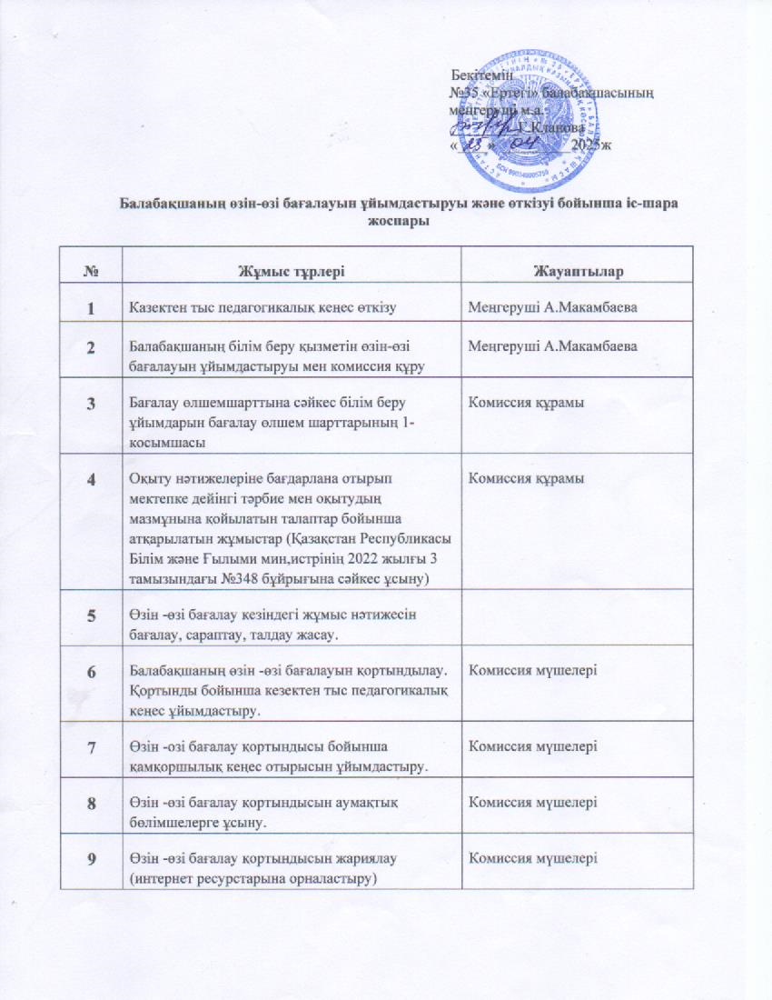 Бекітемін
№35 «Ертегі» балабақшасының
меңгеруші м.а.
Г.Кланова
« 23 » 04 2025ж
БСН 990340005759
Балабақшаның өзін-өзі бағалауын ұйымдастыруы және өткізуі бойынша іс-шара
жоспары
№ Жұмыс түрлері Жауаптылар
1 Казектен тыс педагогикалық кеңес өткізу Меңгеруші А.Макамбаева
2 Балабақшаның білім беру қызметін өзін-өзі Меңгеруші А.Макамбаева
бағалауын ұйымдастыруы мен комиссия құру
3 Бағалау өлшемшарттына сәйкес білім беру Комиссия құрамы
ұйымдарын бағалау өлшем шарттарының 1-
косымшасы
4 Оқыту нәтижелеріне бағдарлана отырып Комиссия құрамы
мектепке дейінгі тәрбие мен оқытудың
мазмұнына қойылатын талаптар бойынша
атқарылатын жұмыстар (Қазақстан Республикасы
Білім және Ғылыми мин,истрінің 2022 жылғы 3
тамызындағы №348 бұйрығына сәйкес ұсыну)
5 Өзін -өзі бағалау кезіндегі жұмыс нәтижесін
бағалау, сараптау, талдау жасау.
6 Балабақшаның өзін -өзі бағалауын қортындылау. Комиссия мүшелері
Қортынды бойынша кезектен тыс педагогикалық
кеңес ұйымдастыру.
7 Өзін -озі бағалау қортындысы бойынша Комиссия мүшелері
қамқоршылық кеңес отырысын ұйымдастыру.
8 Өзін -өзі бағалау қортындысын аумақтық Комиссия мүшелері
бөлімшелерге ұсыну.
9 Өзін -өзі бағалау қортындысын жариялау Комиссия мүшелері
(интернет ресурстарына орналастыру)